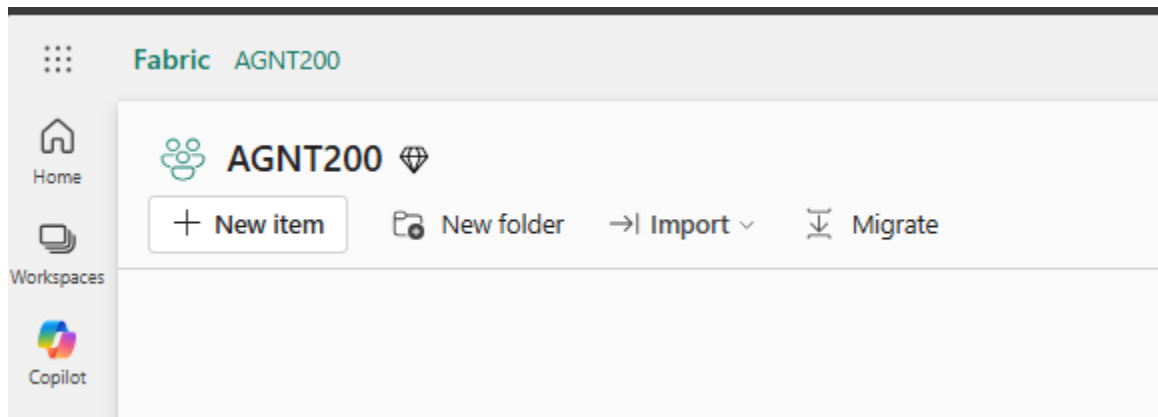 Fabric AGNT200
Home
AGNT200
New item New folder Import Migrate
Workspaces
Copilot